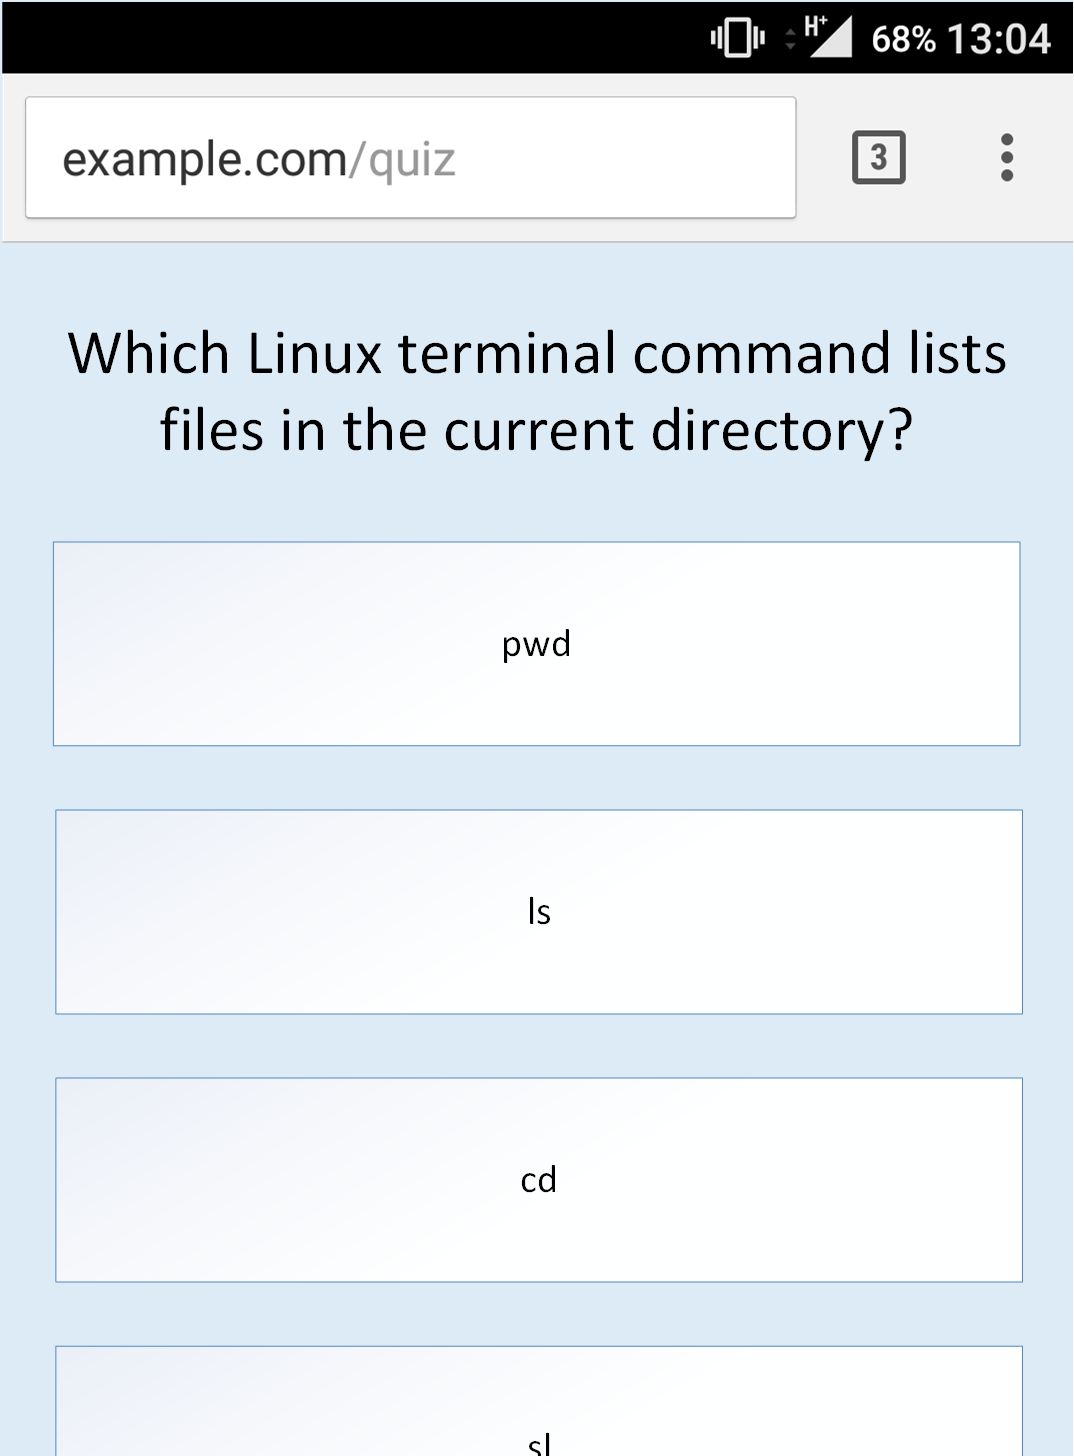 H+ 68% 13:04
example.com/quiz 3
Which Linux terminal command lists
files in the current directory?
pwd
ls
cd
sl